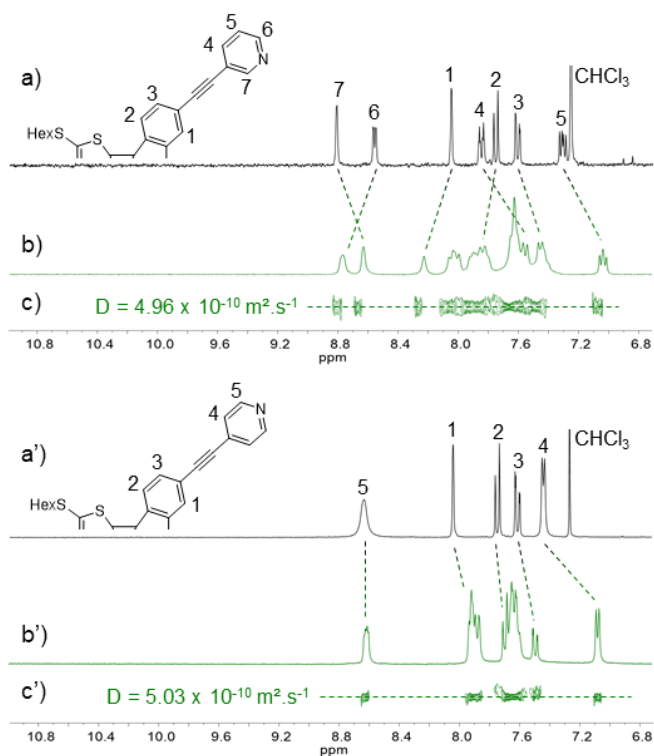 5
4
6
N
a)
3
7
2
HexS
S
1
7
6
1
4
2
3
5
CHCl3
b)
c)
D = 4.96 x 10-10 m².s-1
10.8 10.4 10.0 9.6 9.2 8.8 8.4 8.0 7.6 7.2 6.8
ppm
5
4
N
a')
3
2
HexS
S
1
5
1
2
3
4
CHCl3
b')
c')
D = 5.03 x 10-10 m².s-1
10.8 10.4 10.0 9.6 9.2 8.8 8.4 8.0 7.6 7.2 6.8
ppm